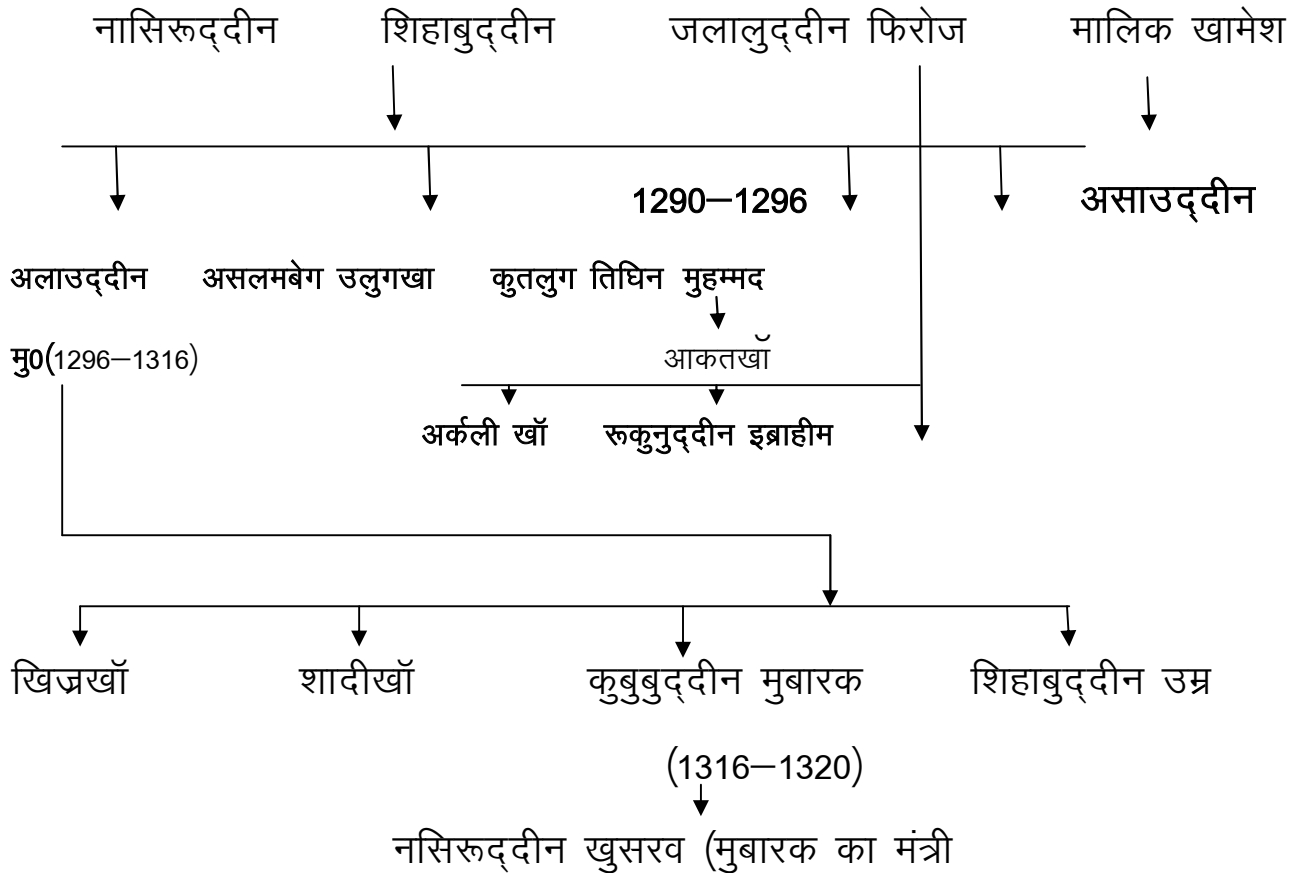 नासिरूद्दीन शिहाबुद्दीन जलालुद्दीन फिरोज मालिक खामेश
1290–1296 असाउद्दीन
अलाउद्दीन असलमबेग उलुगखा कुतलुग तिघिन मुहम्मद
मु0(1296–1316) आकतखॉ
अर्कली खॉ रूकुनुद्दीन इब्राहीम
खिज्रखॉ शादीखॉ कुबुबुद्दीन मुबारक शिहाबुद्दीन उम्र
(1316–1320)
नसिरूद्दीन खुसरव (मुबारक का मंत्री